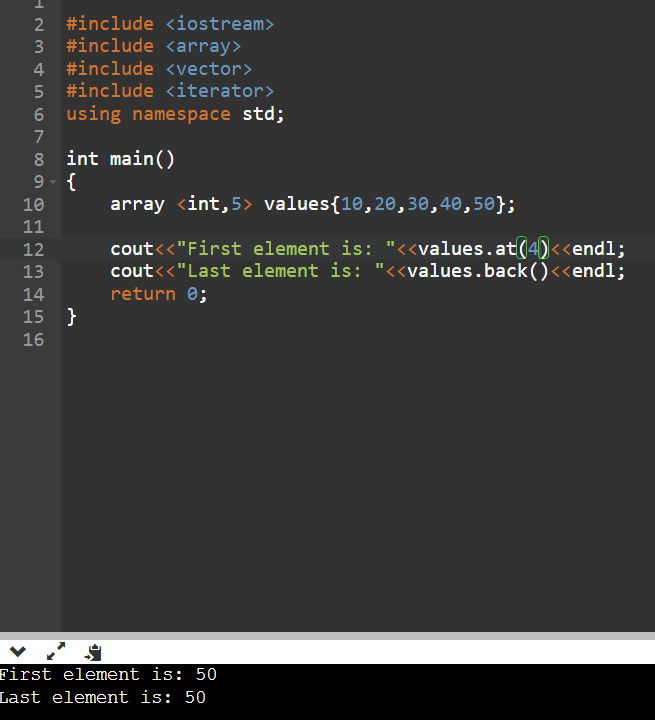 1
2 #include <iostream>
3 #include <array>
4 #include <vector>
5 #include <iterator>
6 using namespace std;
7
8 int main()
9 {
10 array <int,5> values{10,20,30,40,50};
11
12 cout<<"First element is: "<<values.at(4)<<endl;
13 cout<<"Last element is: "<<values.back()<<endl;
14 return 0;
15 }
16
First element is: 50
Last element is: 50